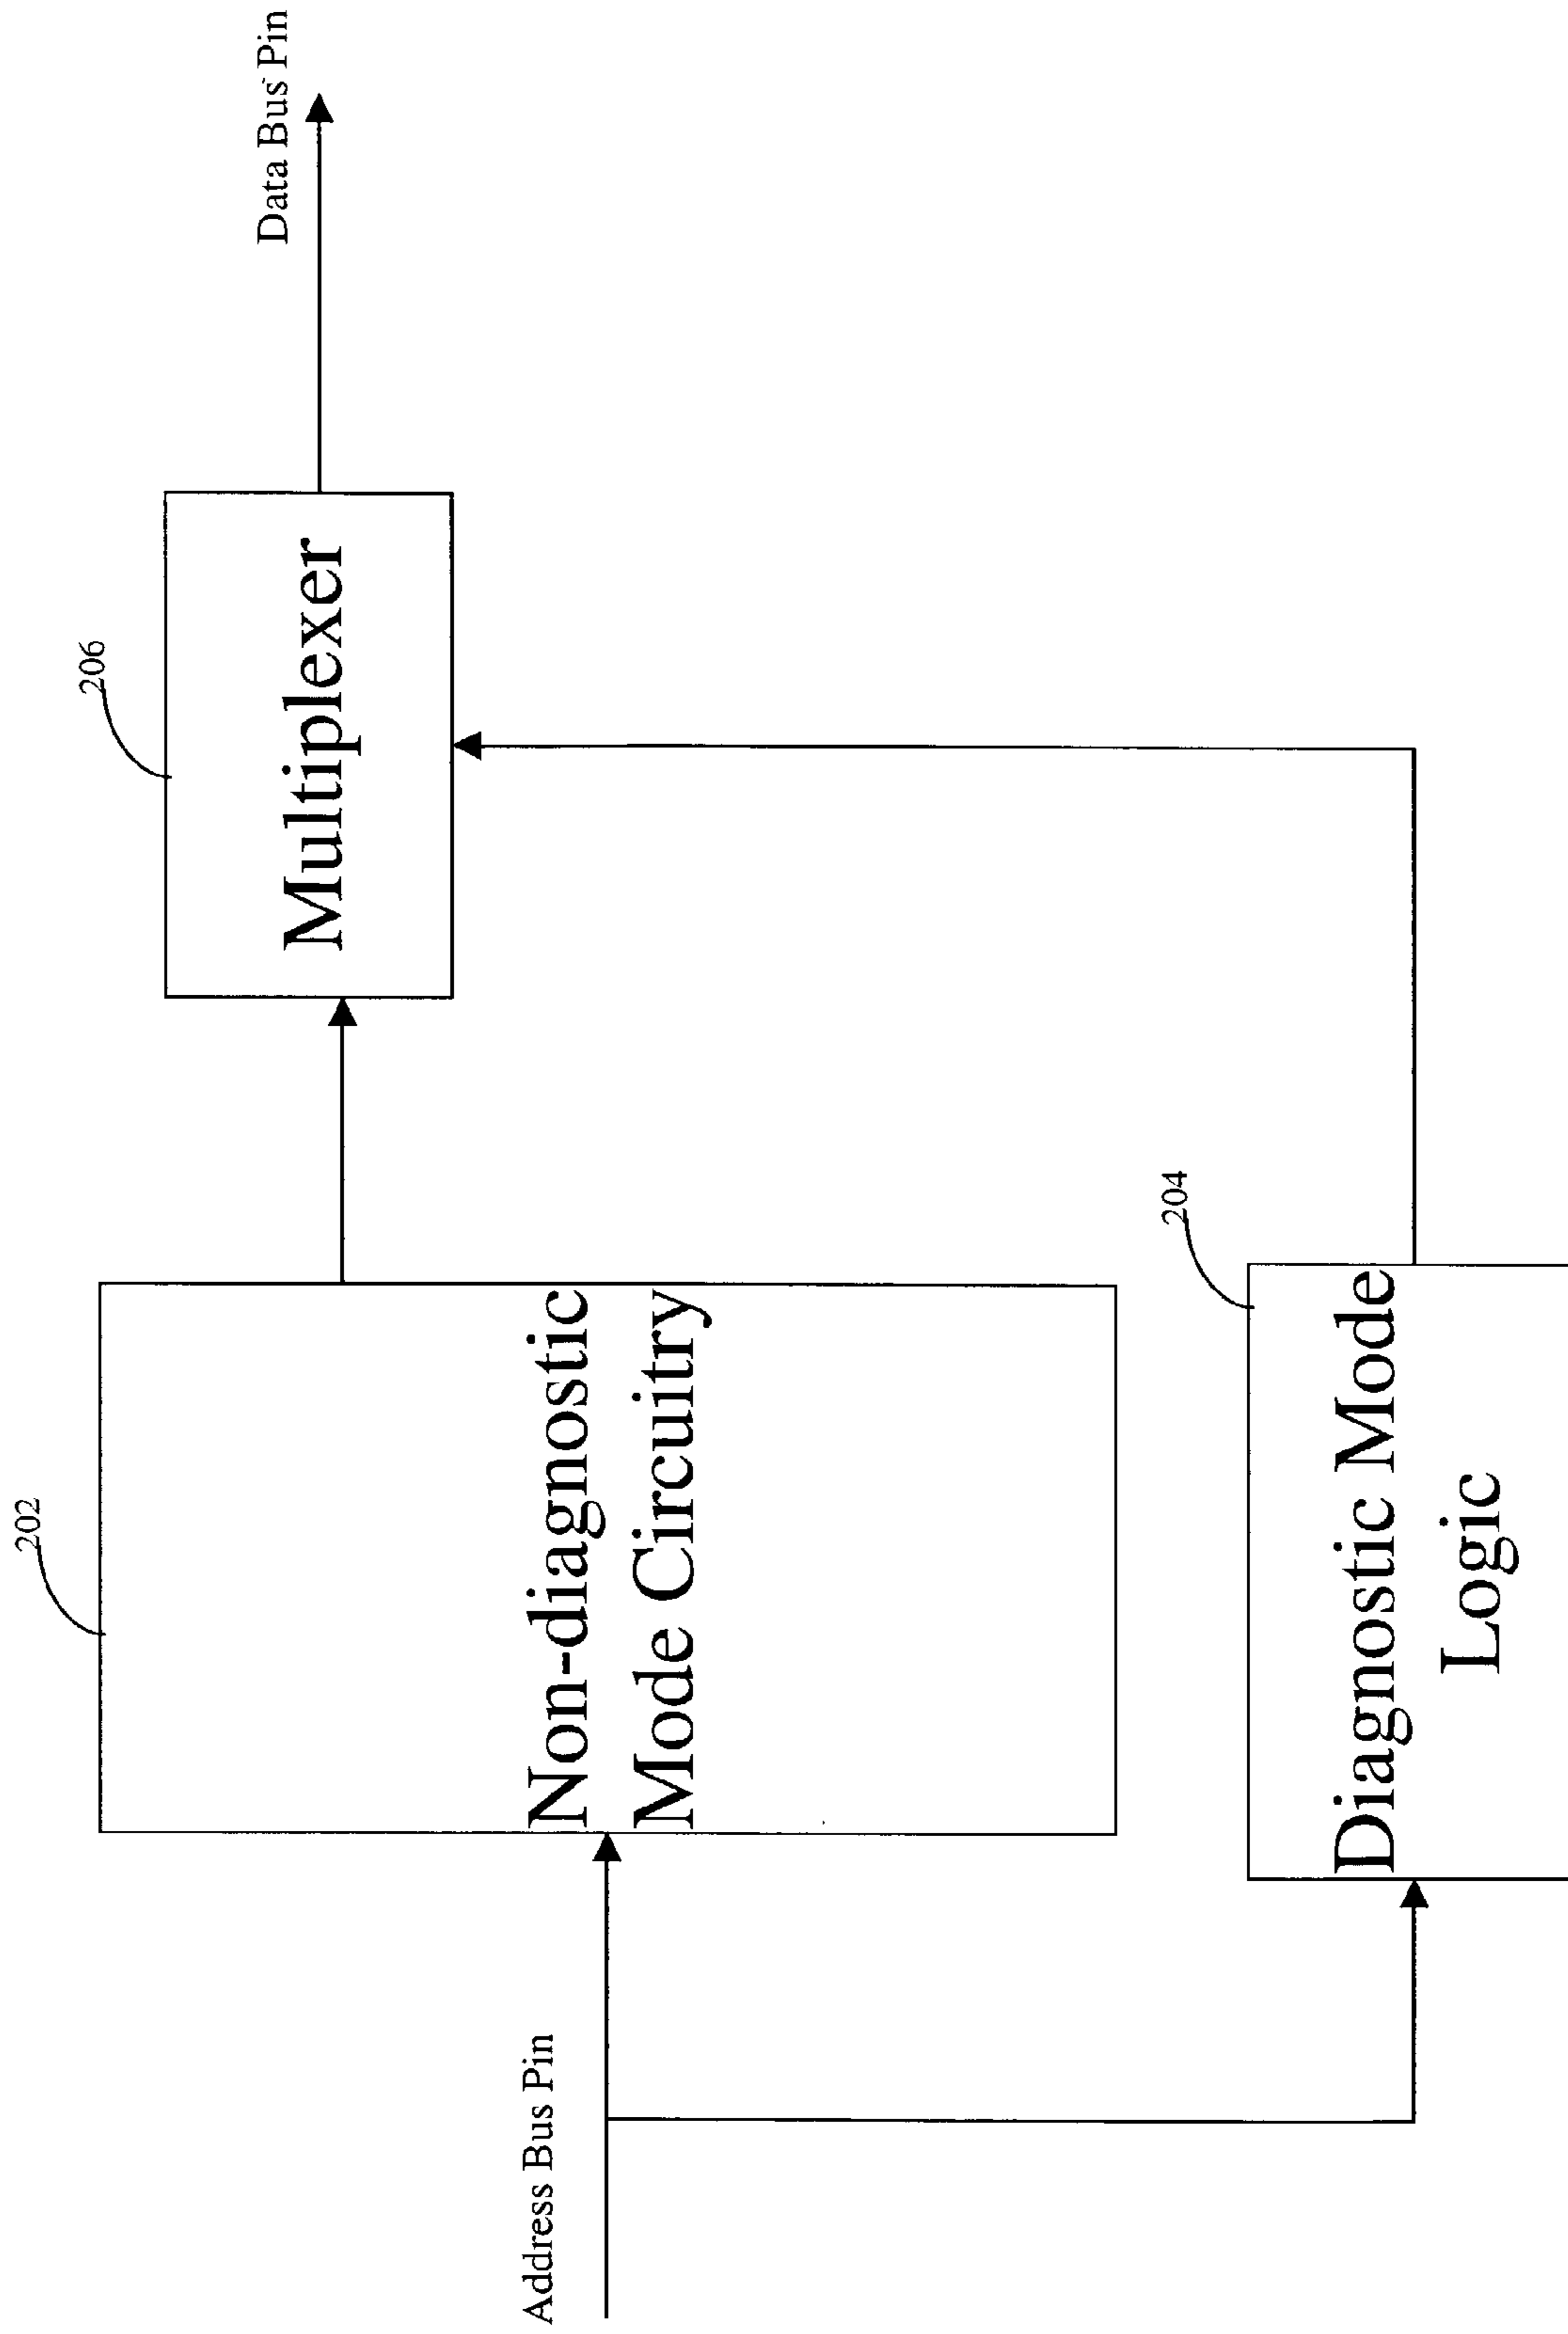 Address Bus Pin
202
Non-diagnostic
Mode Circuitry
204
Diagnostic Mode
Logic
206
Multiplexer
Data Bus Pin